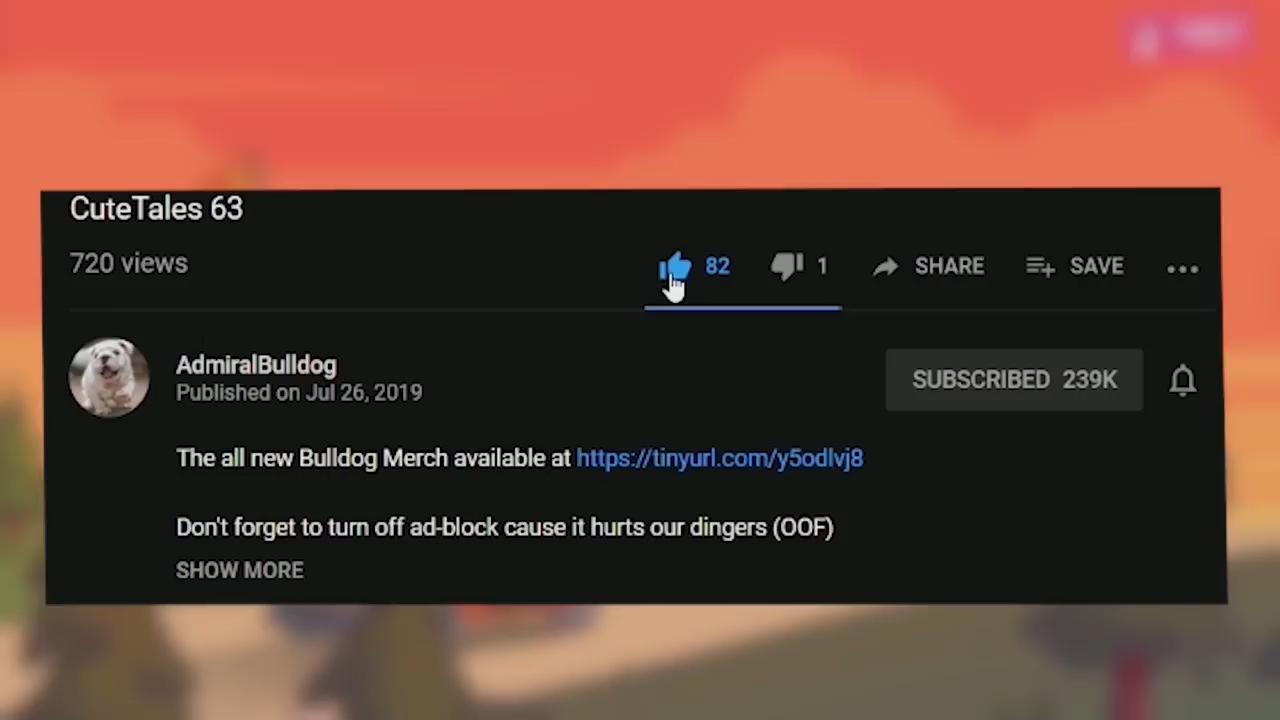 CuteTales 63
720 views
82 1 SHARE SAVE
AdmiralBulldog
Published on Jul 26, 2019
SUBSCRIBED 239K
The all new Bulldog Merch available at https://tinyurl.com/y5odlvj8
Don't forget to turn off ad-block cause it hurts our dingers (OOF)
SHOW MORE